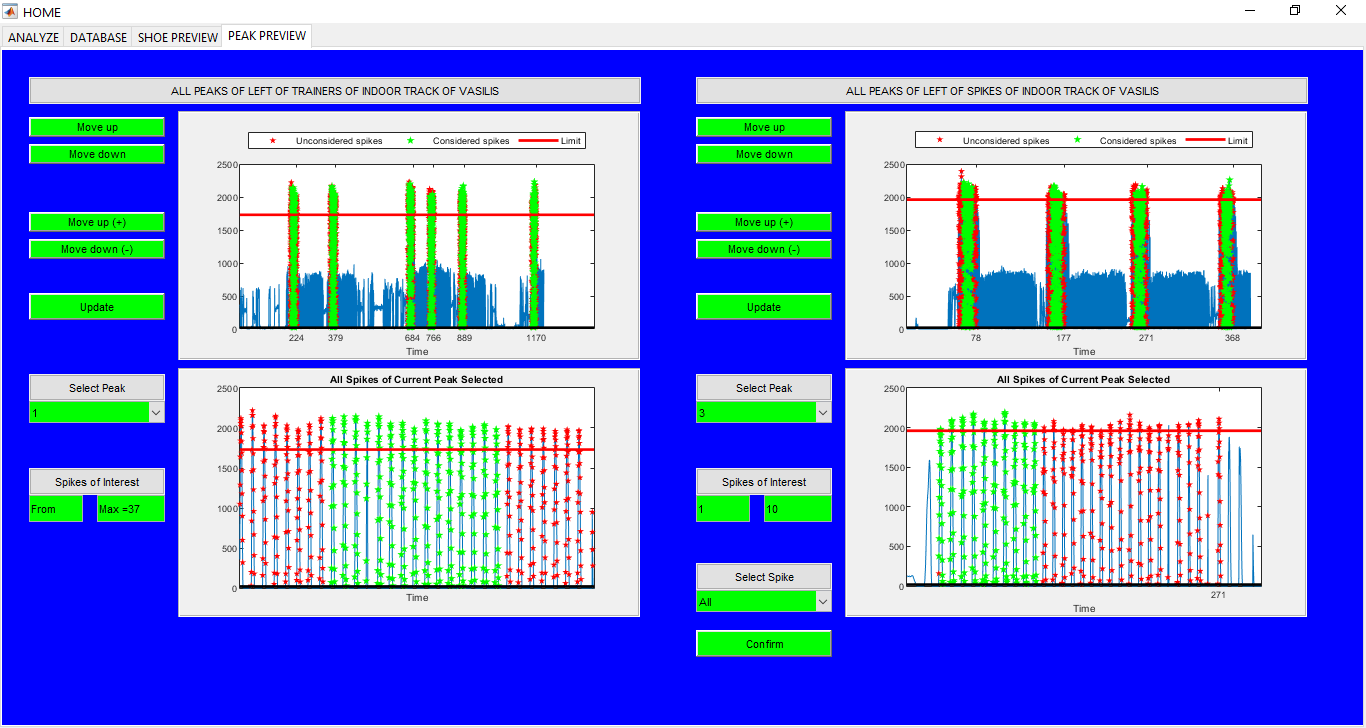 HOME
ANALYZE DATABASE SHOE PREVIEW PEAK PREVIEW
ALL PEAKS OF LEFT OF TRAINERS OF INDOOR TRACK OF VASILIS
Move up
Move down
Move up (+)
Move down (-)
Update
Unconsidered spikes Considered spikes Limit
2500
2000
1500
1000
500
0
224 379 684 766 889 1170
Time
Select Peak
1
Spikes of Interest
From Max =37
All Spikes of Current Peak Selected
2500
2000
1500
1000
500
0
Time
ALL PEAKS OF LEFT OF SPIKES OF INDOOR TRACK OF VASILIS
Move up
Move down
Move up (+)
Move down (-)
Update
Unconsidered spikes Considered spikes Limit
2500
2000
1500
1000
500
0
78 177 271 368
Time
Select Peak
3
Spikes of Interest
1 10
Select Spike
All
Confirm
All Spikes of Current Peak Selected
2500
2000
1500
1000
500
0
271
Time